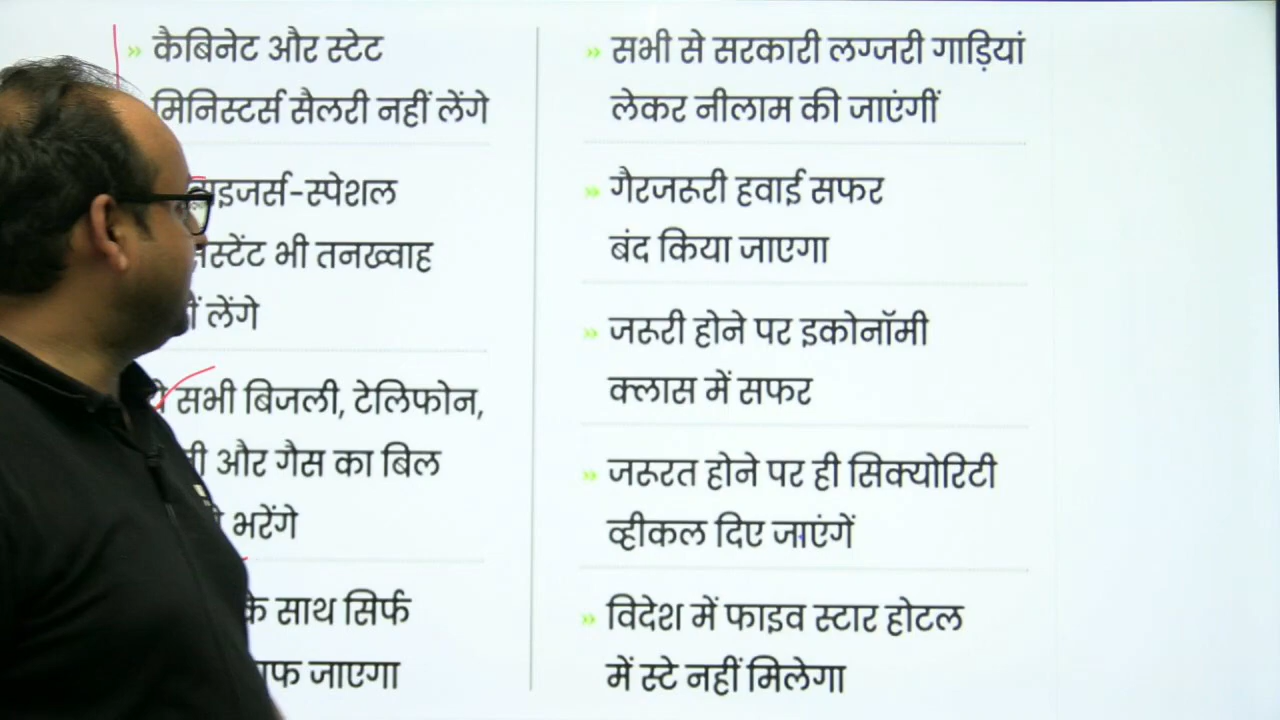 कैबिनेट और स्टेट
मिनिस्टर्स सैलरी नहीं लेंगे
स्पेशल
भी तनख्वाह
लेंगे
सभी बिजली, टेलिफोन,
और गैस का बिल
भरेंगे
के साथ सिर्फ
जाएगा
सभी से सरकारी लग्जरी गाड़ियां
लेकर नीलाम की जाएंगीं
गैरजरूरी हवाई सफर
बंद किया जाएगा
जरूरी होने पर इकोनॉमी
क्लास में सफर
जरूरत होने पर ही सिक्योरिटी
व्हीकल दिए जाएंगें
विदेश में फाइव स्टार होटल
में स्टे नहीं मिलेगा